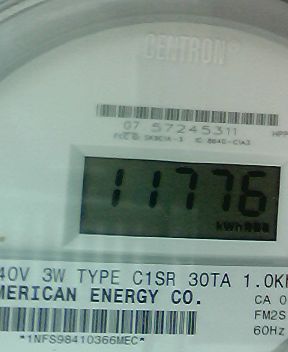 CENTRON®
07 57245311
11776
kWh
40V 3W TYPE C1SR 30TA 1.0K
MERICAN ENERGY CO.
CA 0
FM2S
60Hz
*1NFS98410366MEC*